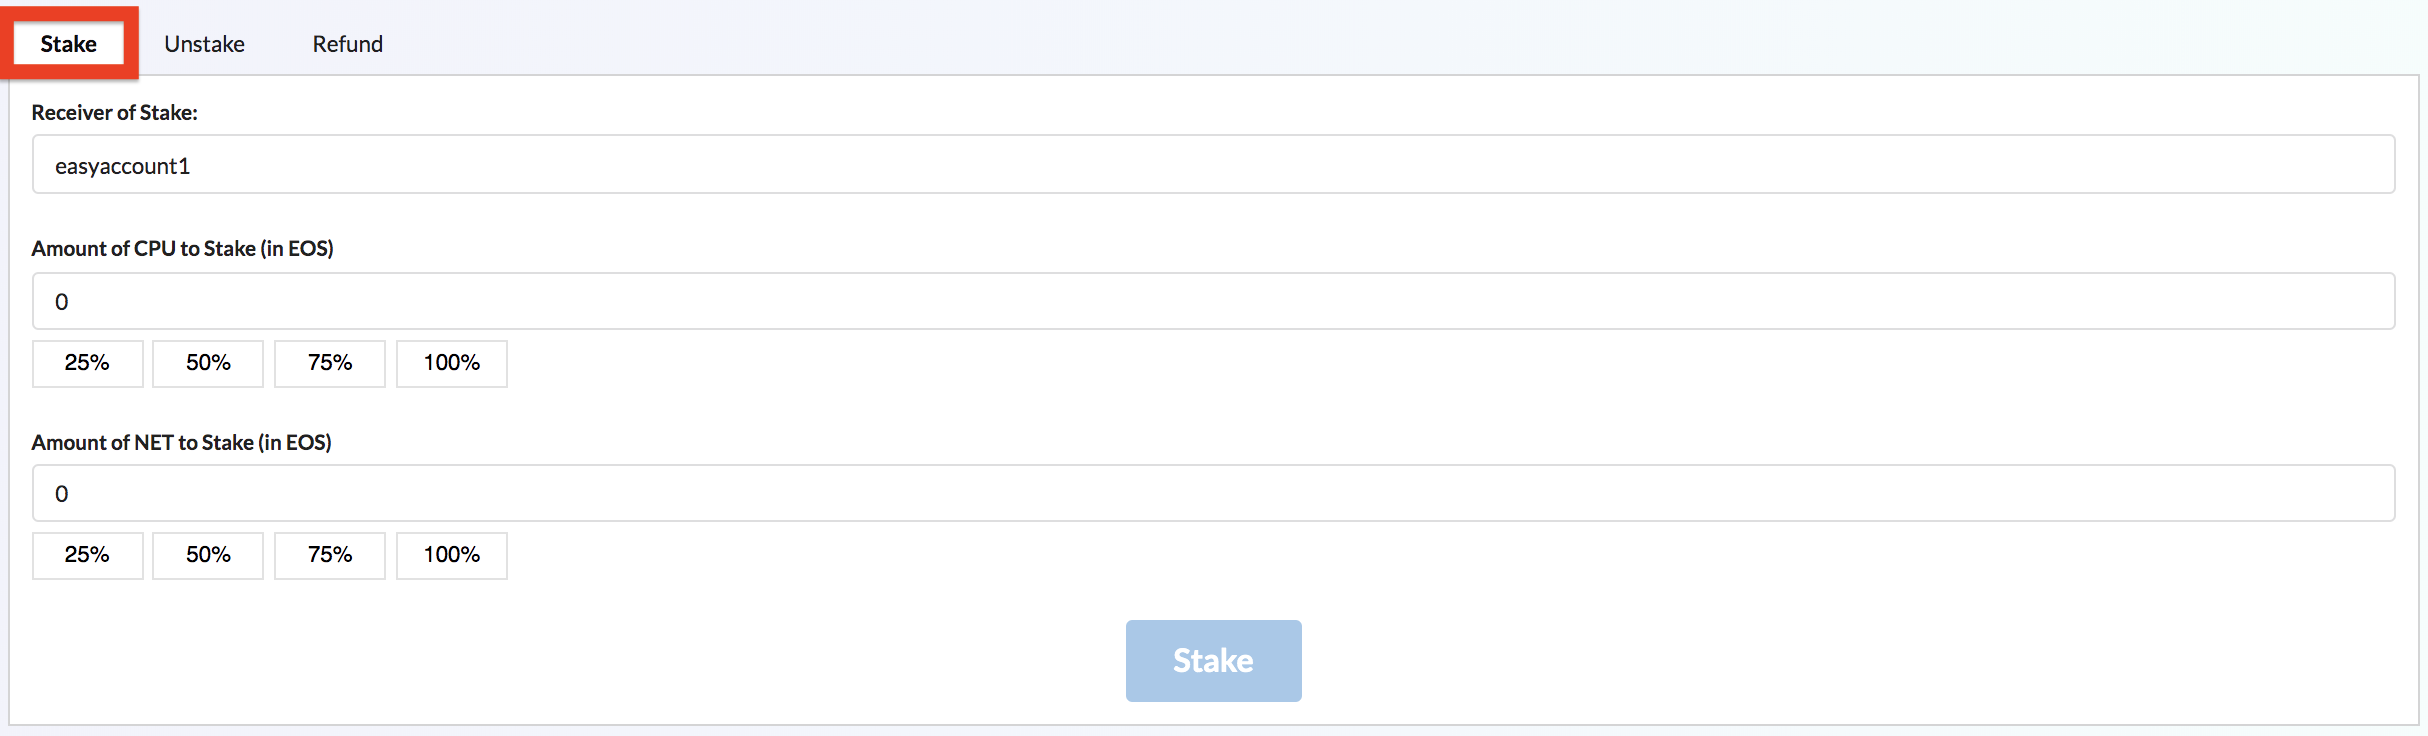 Stake Unstake Refund
Receiver of Stake:
easyaccount1
Amount of CPU to Stake (in EOS)
0
25% 50% 75% 100%
Amount of NET to Stake (in EOS)
0
25% 50% 75% 100%
Stake